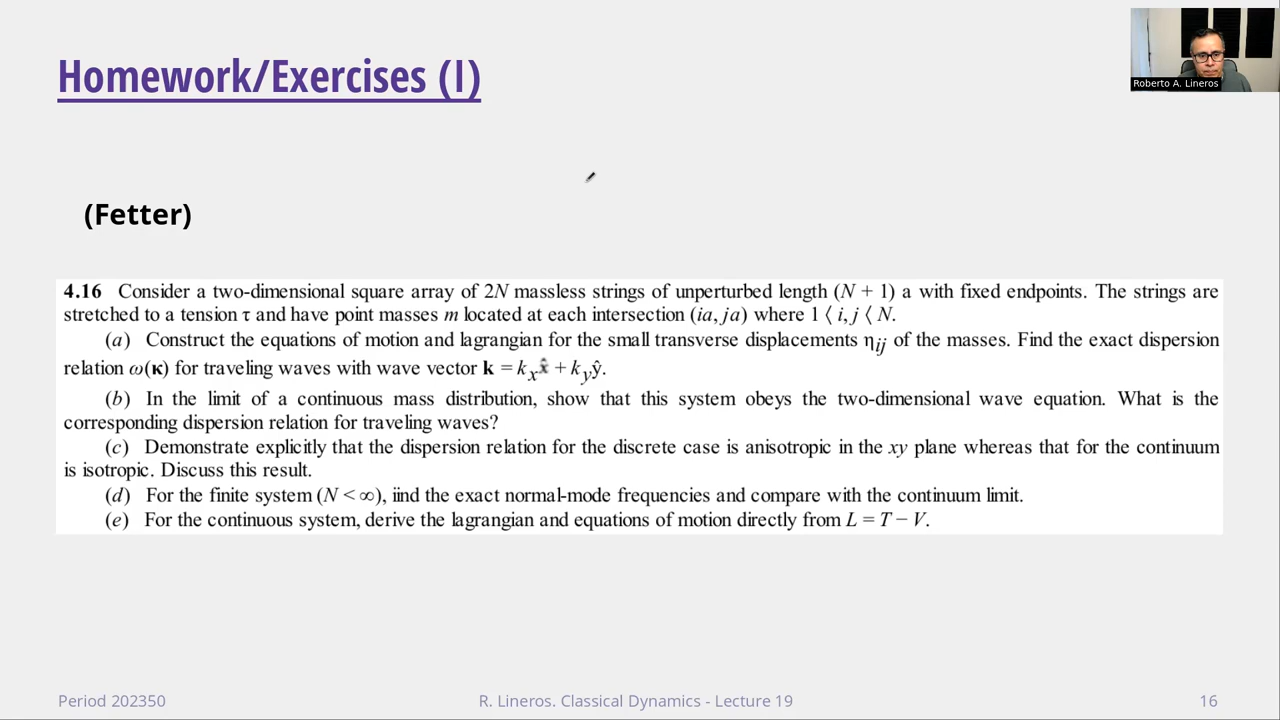 Homework/Exercises (I)
Roberto A. Lineros
(Fetter)
4.16 Consider a two-dimensional square array of 2N massless strings of unperturbed length (N + 1) a with fixed endpoints. The strings are
stretched to a tension τ and have point masses m located at each intersection (ia, ja) where 1 ⟨ i, j ⟨ N.
(a) Construct the equations of motion and lagrangian for the small transverse displacements ηij of the masses. Find the exact dispersion
relation ω(κ) for traveling waves with wave vector k = kxx̂ + kyŷ.
(b) In the limit of a continuous mass distribution, show that this system obeys the two-dimensional wave equation. What is the
corresponding dispersion relation for traveling waves?
(c) Demonstrate explicitly that the dispersion relation for the discrete case is anisotropic in the xy plane whereas that for the continuum
is isotropic. Discuss this result.
(d) For the finite system (N < ∞), iind the exact normal-mode frequencies and compare with the continuum limit.
(e) For the continuous system, derive the lagrangian and equations of motion directly from L = T − V.
Period 202350
R. Lineros. Classical Dynamics - Lecture 19
16